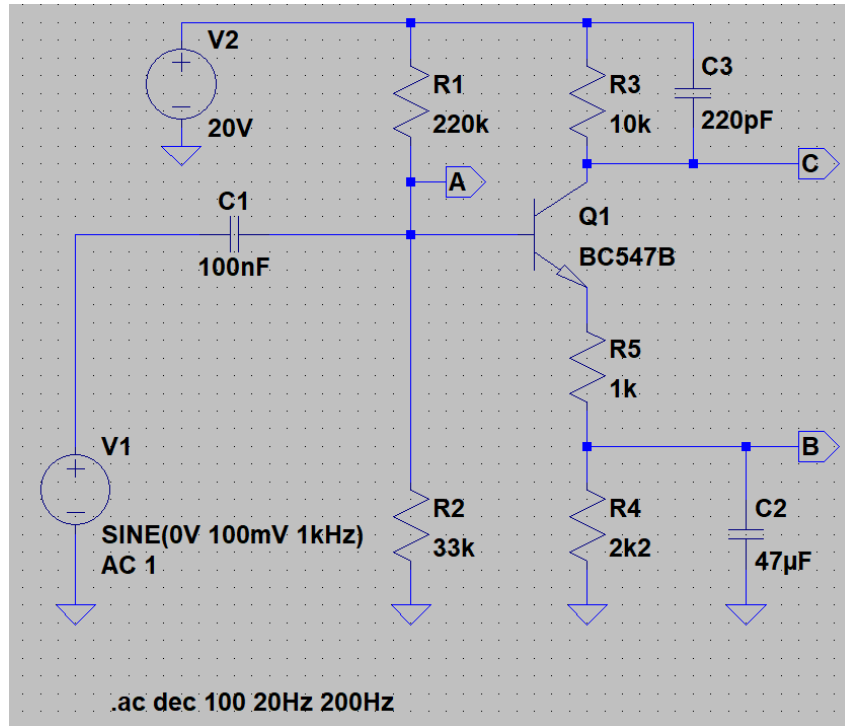 V2
20V
R1
220k
R3
10k
C3
220pF
A
C
C1
100nF
Q1
BC547B
R5
1k
B
V1
SINE(0V 100mV 1kHz)
AC 1
R2
33k
R4
2k2
C2
47µF
.ac dec 100 20Hz 200Hz